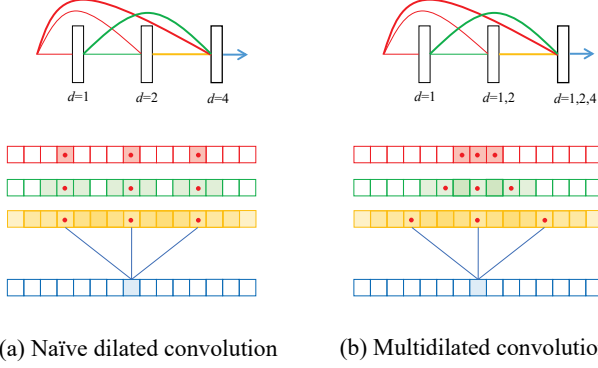 d=1 d=2 d=4
d=1 d=1,2 d=1,2,4
(a) Naïve dilated convolution
(b) Multidilated convolutio